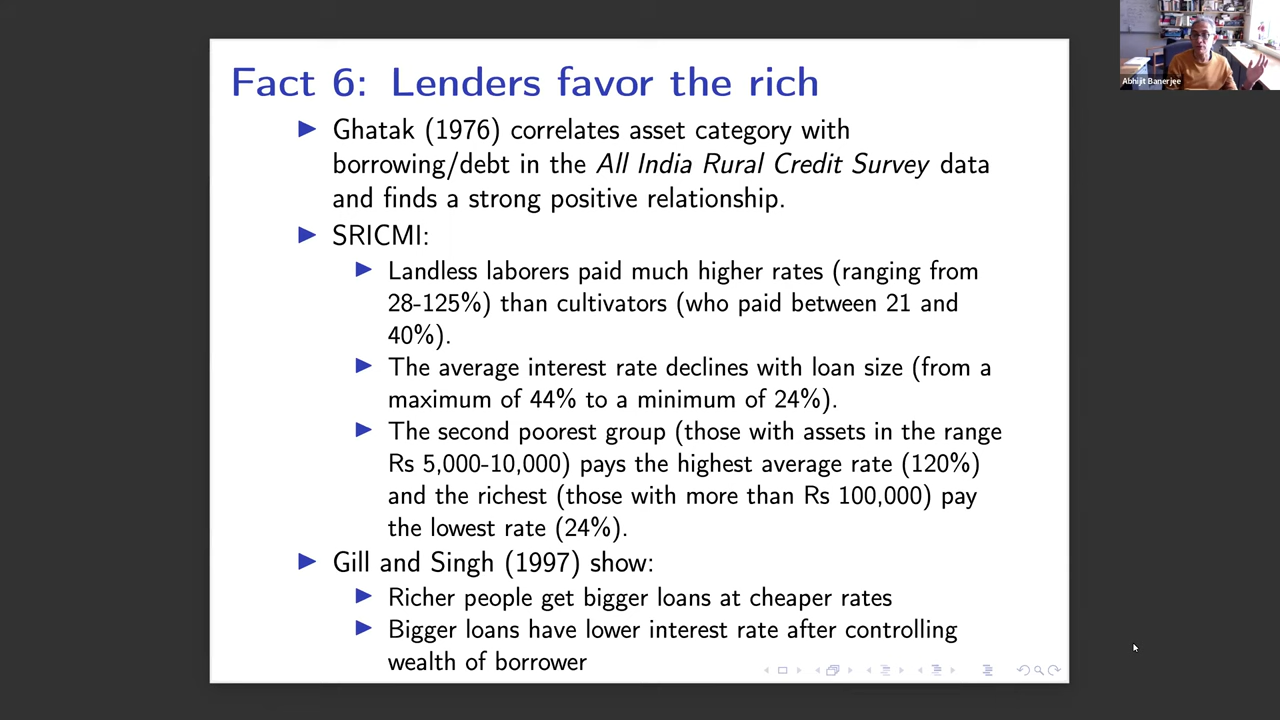 Fact 6: Lenders favor the rich
Ghatak (1976) correlates asset category with
borrowing/debt in the All India Rural Credit Survey data
and finds a strong positive relationship.
SRICMI:
Landless laborers paid much higher rates (ranging from
28-125%) than cultivators (who paid between 21 and
40%).
The average interest rate declines with loan size (from a
maximum of 44% to a minimum of 24%).
The second poorest group (those with assets in the range
Rs 5,000-10,000) pays the highest average rate (120%)
and the richest (those with more than Rs 100,000) pay
the lowest rate (24%).
Gill and Singh (1997) show:
Richer people get bigger loans at cheaper rates
Bigger loans have lower interest rate after controlling
wealth of borrower
Abhijit Banerjee